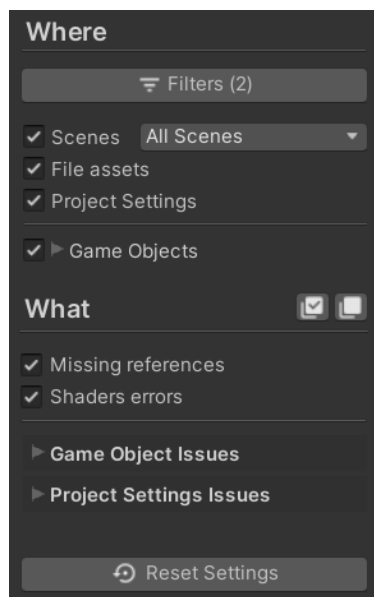 Where
Filters (2)
Scenes All Scenes
File assets
Project Settings
Game Objects
What
Missing references
Shaders errors
Game Object Issues
Project Settings Issues
Reset Settings